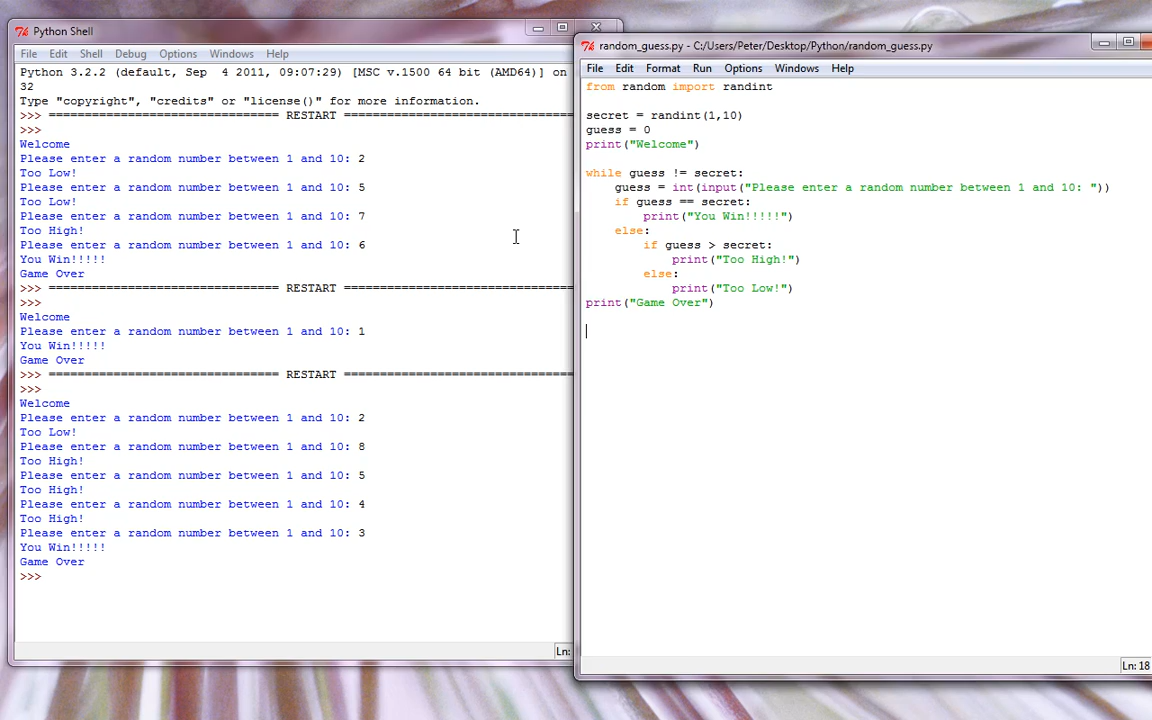 Python Shell
File Edit Shell Debug Options Windows Help
Python 3.2.2 (default, Sep  4 2011, 09:07:29) [MSC v.1500 64 bit (AMD64)] on
32
Type "copyright", "credits" or "license()" for more information.
>>> ================================ RESTART ================================
>>>
Welcome
Please enter a random number between 1 and 10: 2
Too Low!
Please enter a random number between 1 and 10: 5
Too Low!
Please enter a random number between 1 and 10: 7
Too High!
Please enter a random number between 1 and 10: 6
You Win!!!!!
Game Over
>>> ================================ RESTART ================================
>>>
Welcome
Please enter a random number between 1 and 10: 1
You Win!!!!!
Game Over
>>> ================================ RESTART ================================
>>>
Welcome
Please enter a random number between 1 and 10: 2
Too Low!
Please enter a random number between 1 and 10: 8
Too High!
Please enter a random number between 1 and 10: 5
Too High!
Please enter a random number between 1 and 10: 4
Too High!
Please enter a random number between 1 and 10: 3
You Win!!!!!
Game Over
>>>
Ln:
random_guess.py - C:/Users/Peter/Desktop/Python/random_guess.py
File Edit Format Run Options Windows Help
from random import randint
secret = randint(1,10)
guess = 0
print("Welcome")
while guess != secret:
    guess = int(input("Please enter a random number between 1 and 10: "))
    if guess == secret:
        print("You Win!!!!!")
    else:
        if guess > secret:
            print("Too High!")
        else:
            print("Too Low!")
print("Game Over")
Ln: 18